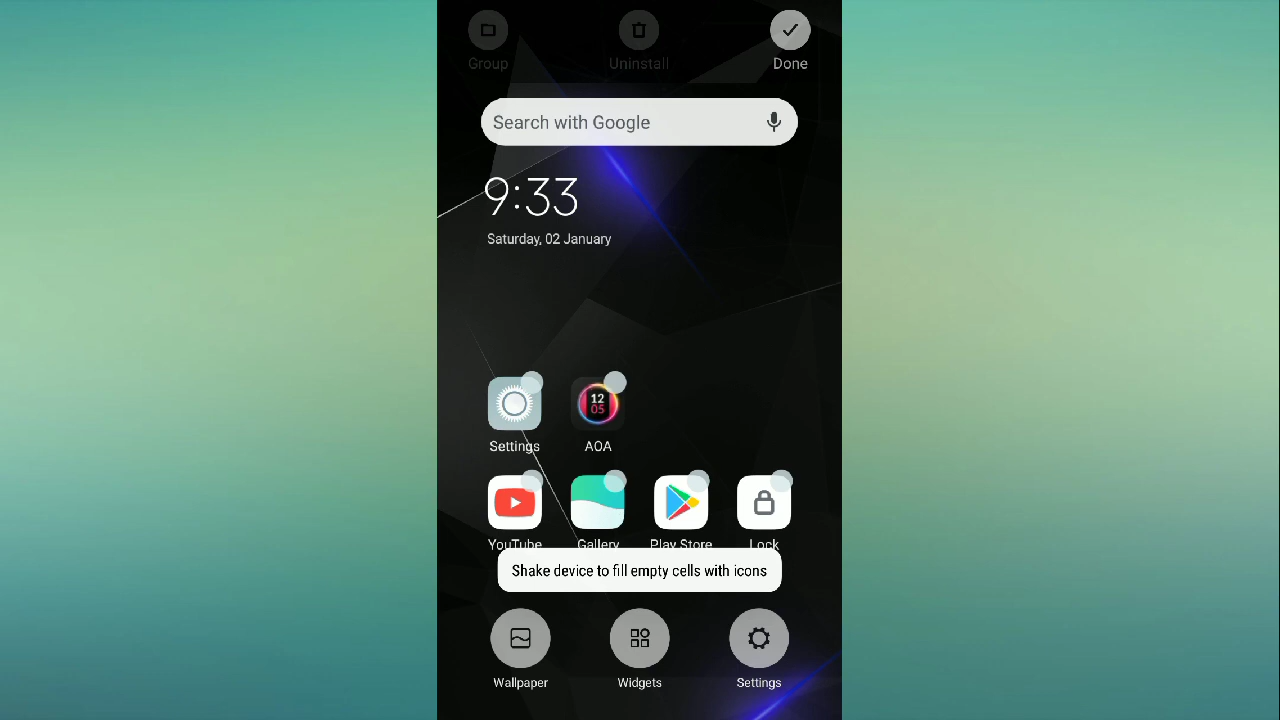 Group Uninstall Done
Search with Google
9:33
Saturday, 02 January
12
05
Settings AOA
YouTube Gallery Play Store Lock
Shake device to fill empty cells with icons
Wallpaper Widgets Settings